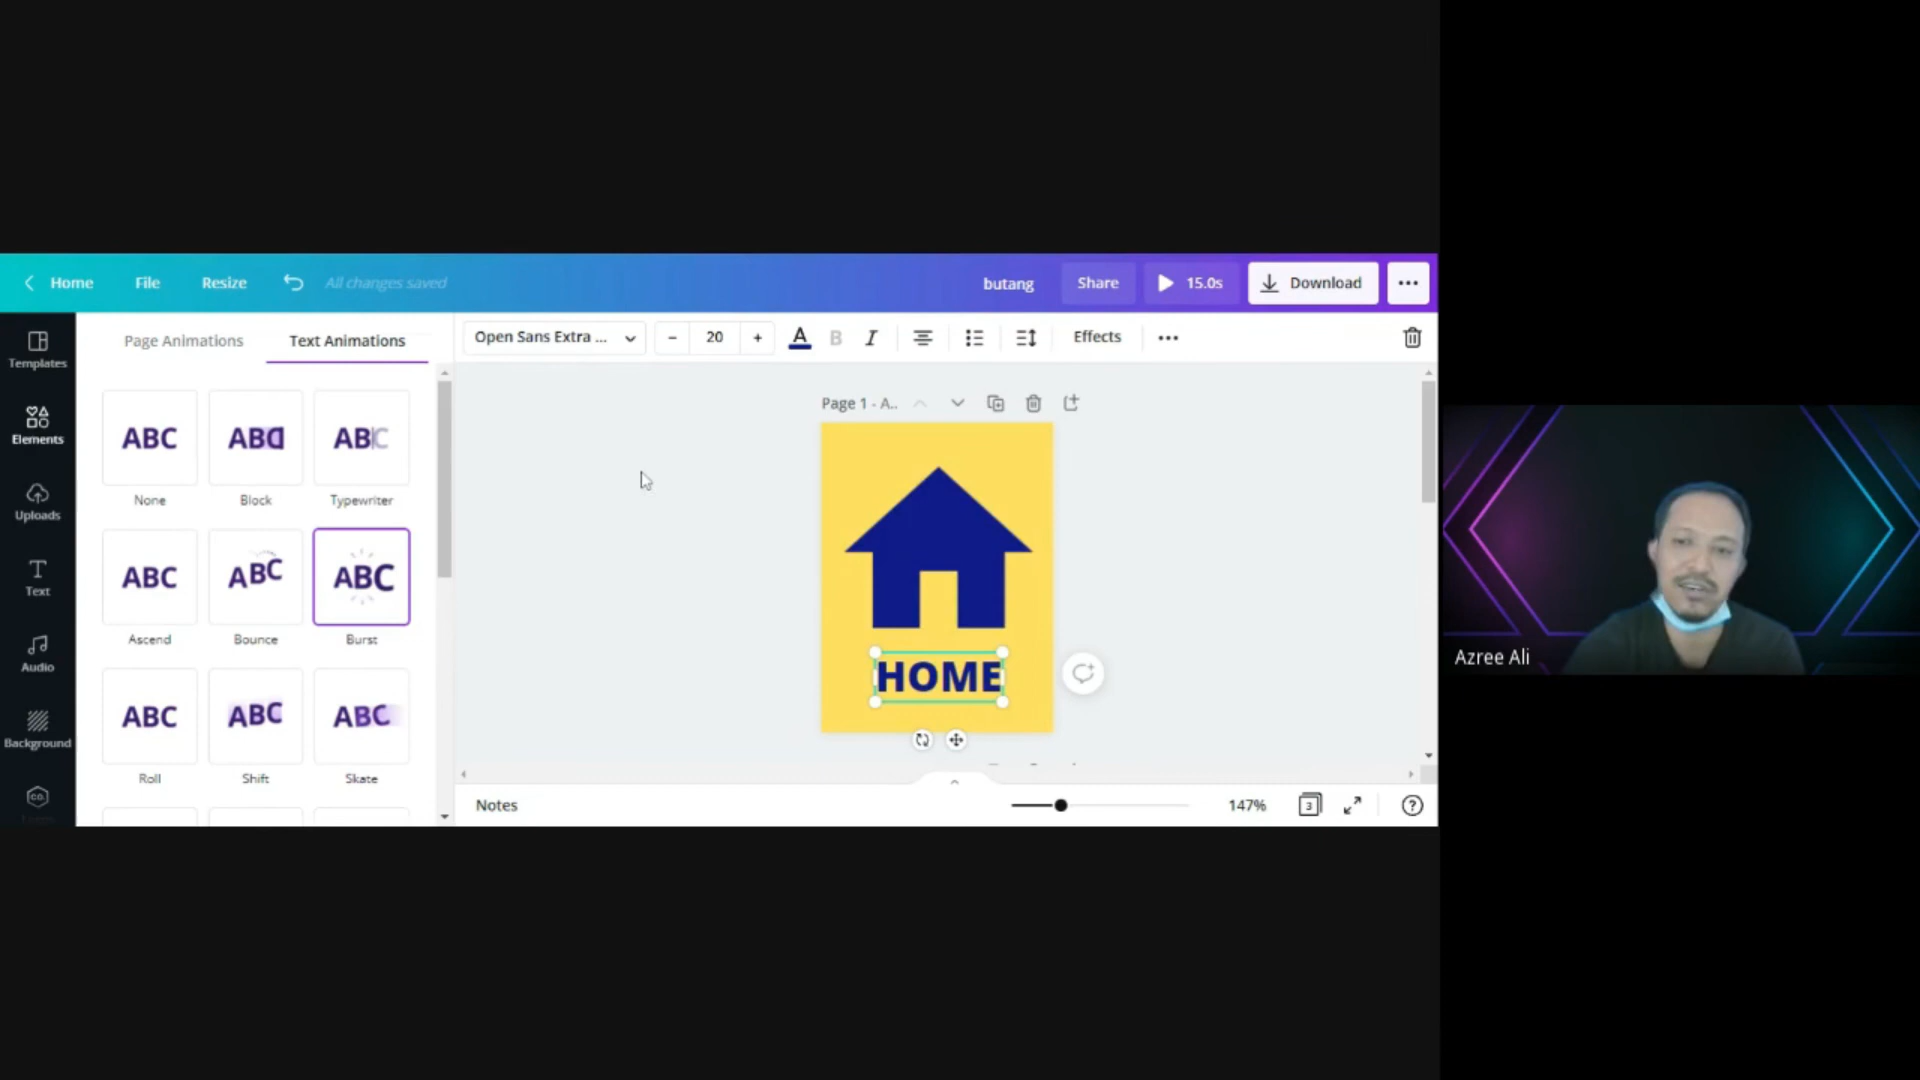 Home File Resize All changes saved butang Share 15.0s Download
Templates
Elements
Uploads
Text
Audio
Background
CO.
Page Animations Text Animations
ABC ABC ABC
None Block Typewriter
ABC ABC ABC
Ascend Bounce Burst
ABC ABC ABC
Roll Shift Skate
Open Sans Extra ... 20 A B I Effects
Page 1 - A..
HOME
Notes 147% 3
Azree Ali